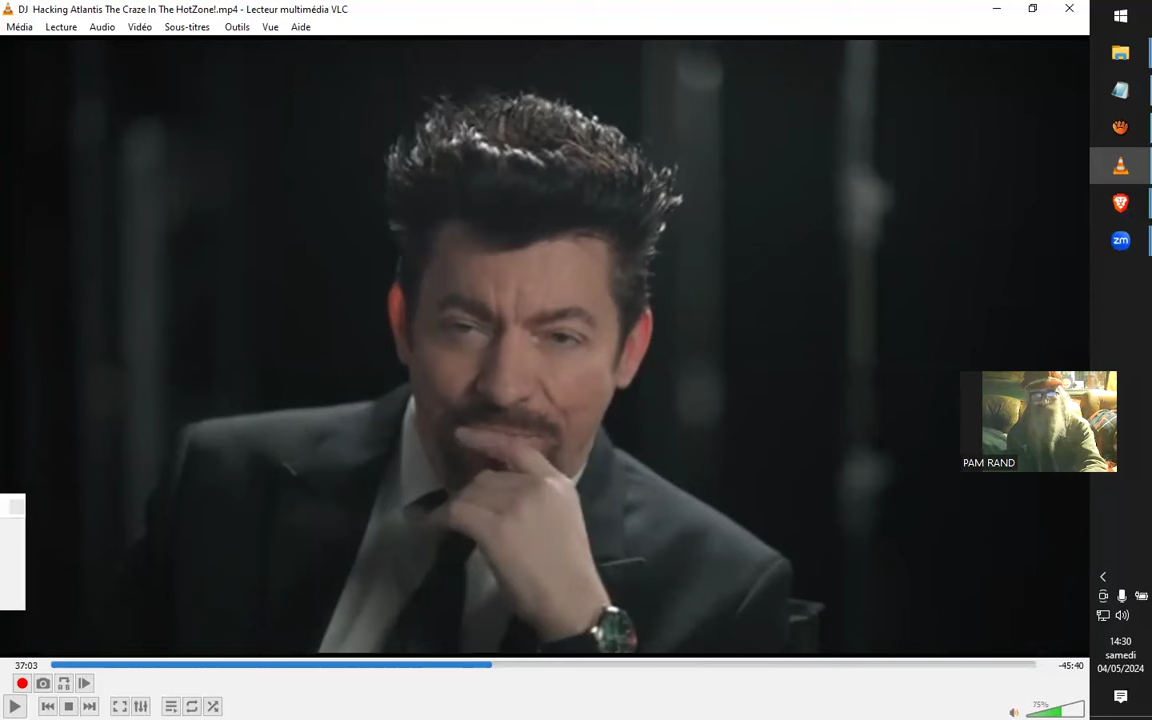 DJ  Hacking Atlantis The Craze In The HotZone!.mp4 - Lecteur multimédia VLC
Média Lecture Audio Vidéo Sous-titres Outils Vue Aide
zm
PAM RAND
37:03
-45:40
75%
14:30
samedi
04/05/2024